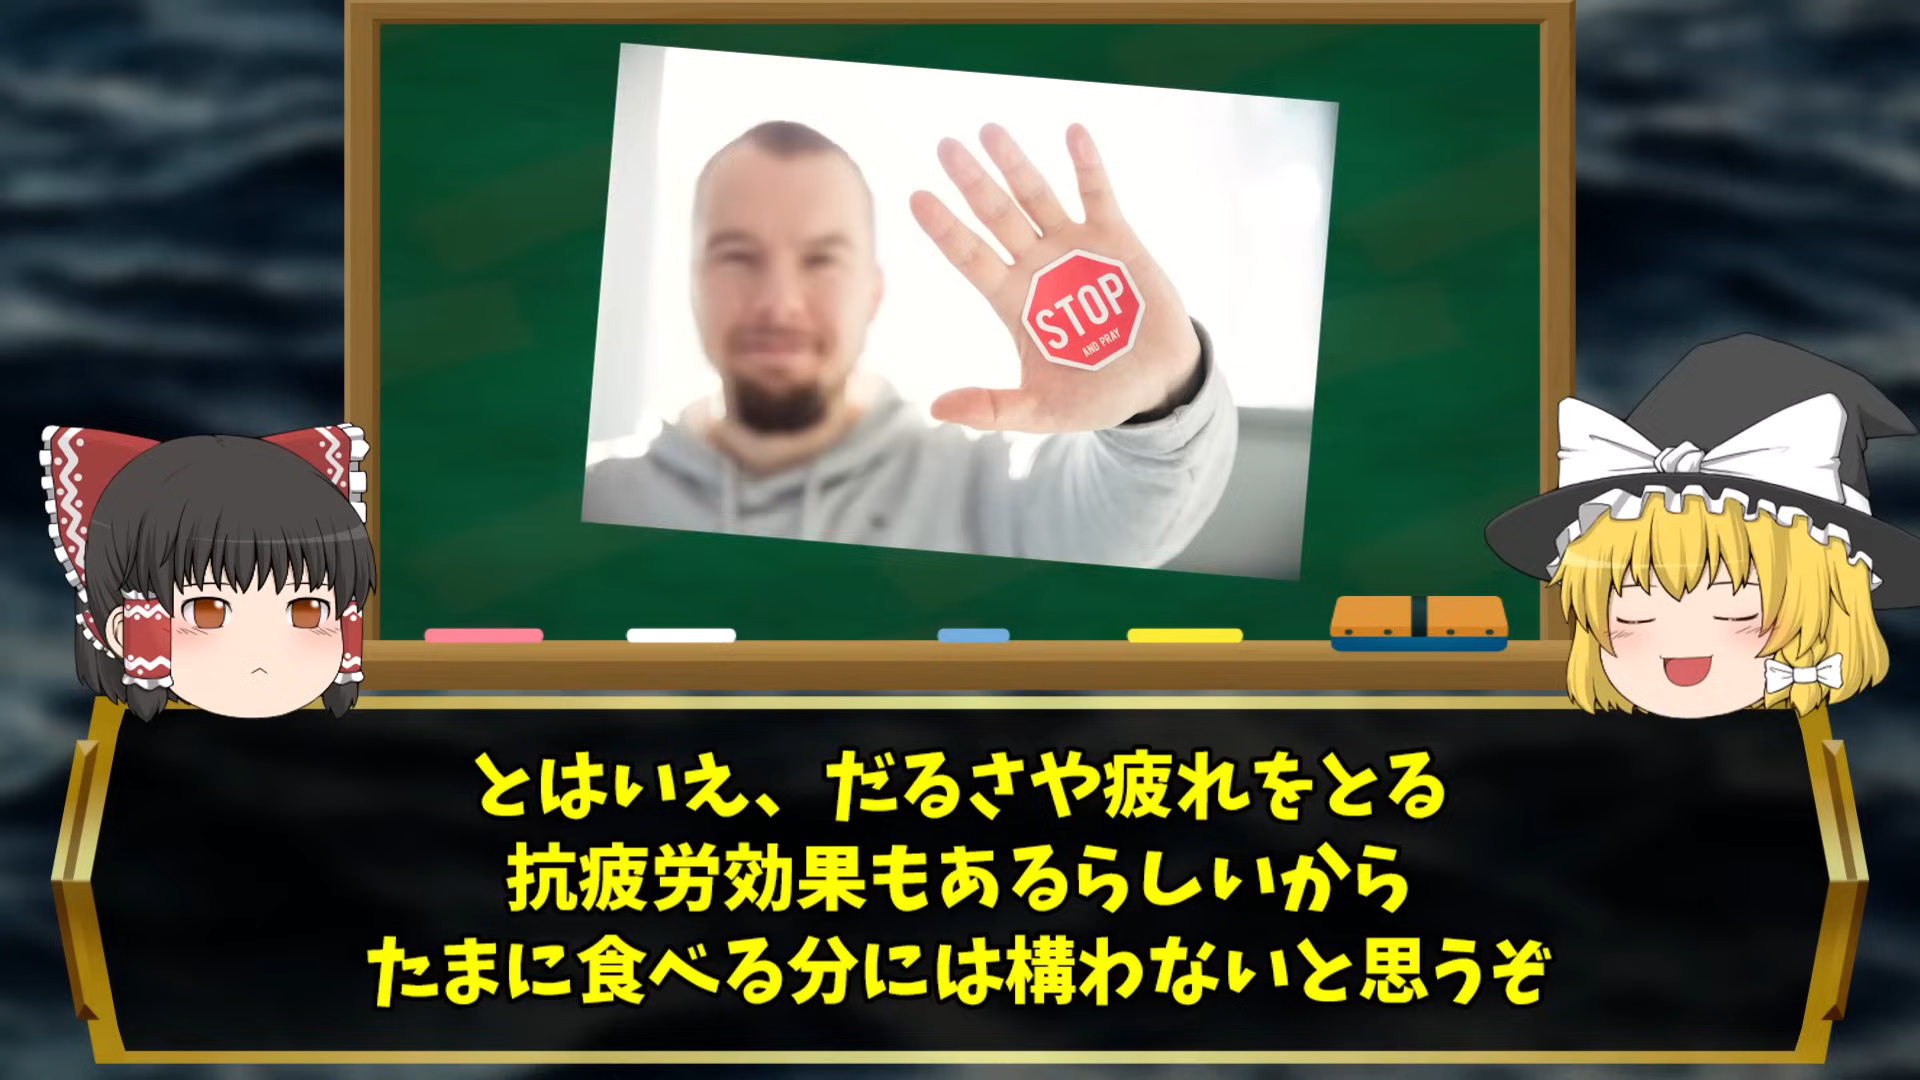 STOP
AND PRAY
とはいえ、だるさや疲れをとる
抗疲労効果もあるらしいから
たまに食べる分には構わないと思うぞ